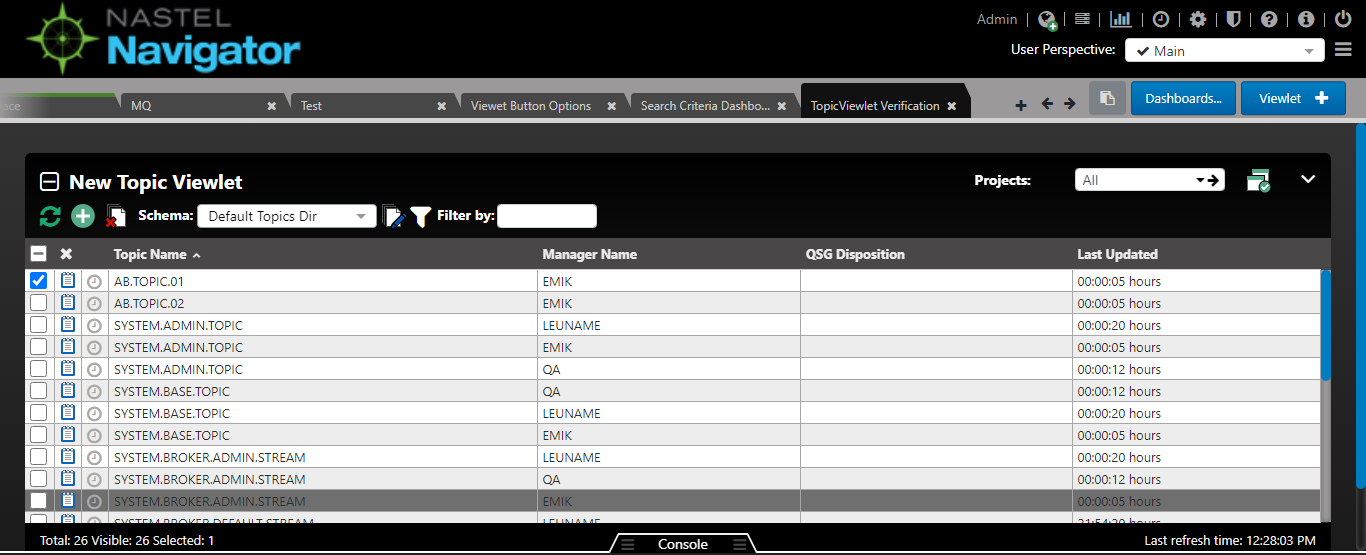 NASTEL
Navigator
Admin
User Perspective: Main
ace MQ Test Viewet Button Options Search Criteria Dashbo... TopicViewlet Verification Dashboards... Viewlet
New Topic Viewlet Projects: All
Schema: Default Topics Dir Filter by:
Topic Name Manager Name QSG Disposition Last Updated
AB.TOPIC.01 EMIK 00:00:05 hours
AB.TOPIC.02 EMIK 00:00:05 hours
SYSTEM.ADMIN.TOPIC LEUNAME 00:00:20 hours
SYSTEM.ADMIN.TOPIC EMIK 00:00:05 hours
SYSTEM.ADMIN.TOPIC QA 00:00:12 hours
SYSTEM.BASE.TOPIC QA 00:00:12 hours
SYSTEM.BASE.TOPIC LEUNAME 00:00:20 hours
SYSTEM.BASE.TOPIC EMIK 00:00:05 hours
SYSTEM.BROKER.ADMIN.STREAM LEUNAME 00:00:20 hours
SYSTEM.BROKER.ADMIN.STREAM QA 00:00:12 hours
SYSTEM.BROKER.ADMIN.STREAM EMIK 00:00:05 hours
SYSTEM.BROKER.DEFAULT.STREAM LEUNAME 21:54:20 hours
Total: 26 Visible: 26 Selected: 1 Console Last refresh time: 12:28:03 PM